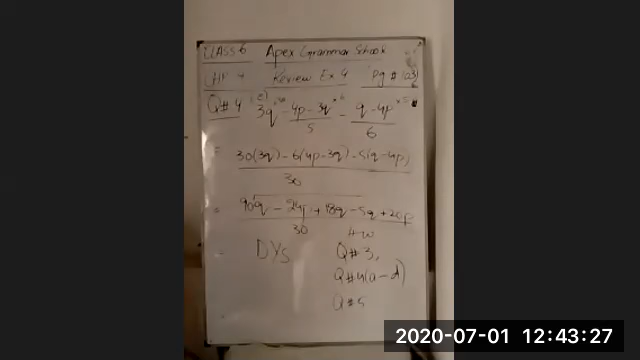 CLASS 6 Apex Grammar School
CH# 4 Review Ex 4 Pg # 103
Q#4 (e) 3q - 4p-3q/5 - q-4p/6
= 30(3q)-6(4p-3q)-5(q-4p)/30
= 90q - 24p+18q-5q+20p/30
H-W
DYS Q#3,
Q#4(a-d)
Q#5
2020-07-01 12:43:27